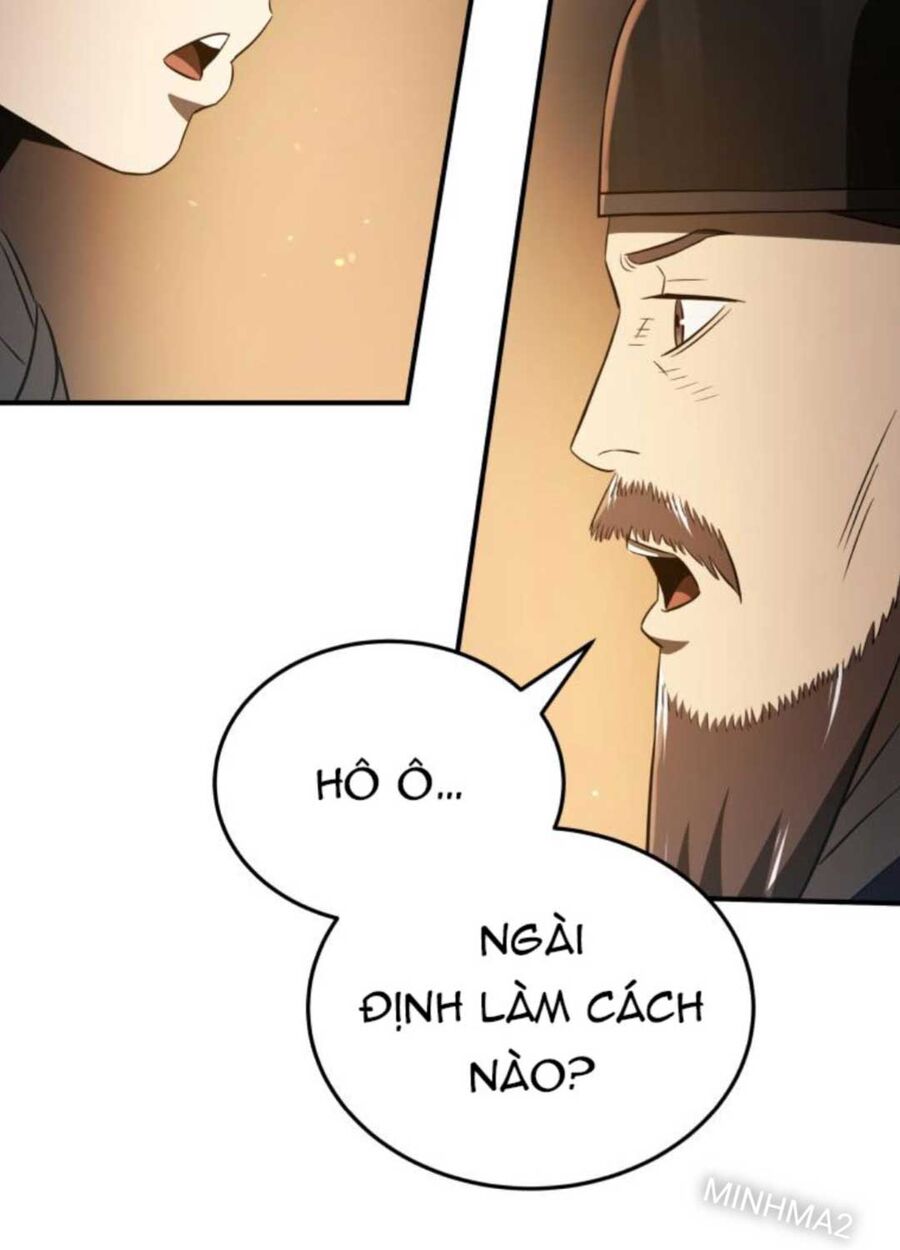 HÔ Ô...
NGÀI
ĐỊNH LÀM CÁCH
NÀO?
MINHMA2